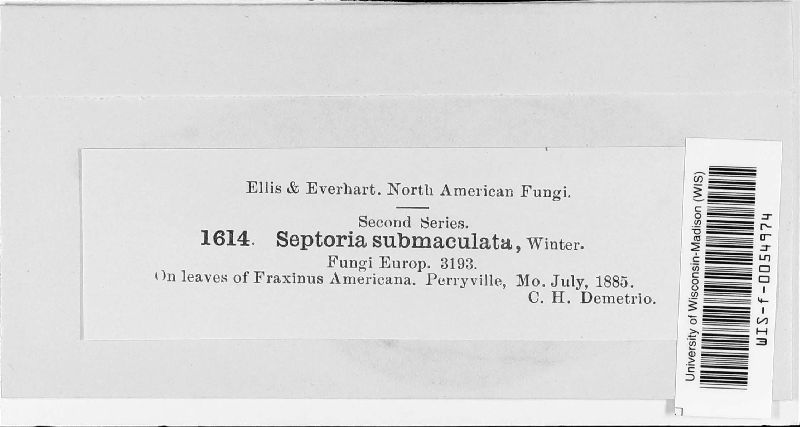 Ellis & Everhart. North American Fungi.
Second Series.
1614. Septoria submaculata, Winter.
Fungi Europ. 3193.
On leaves of Fraxinus Americana. Perryville, Mo. July, 1885.
C. H. Demetrio.
University of Wisconsin-Madison (WIS)
WIS-f-0054974